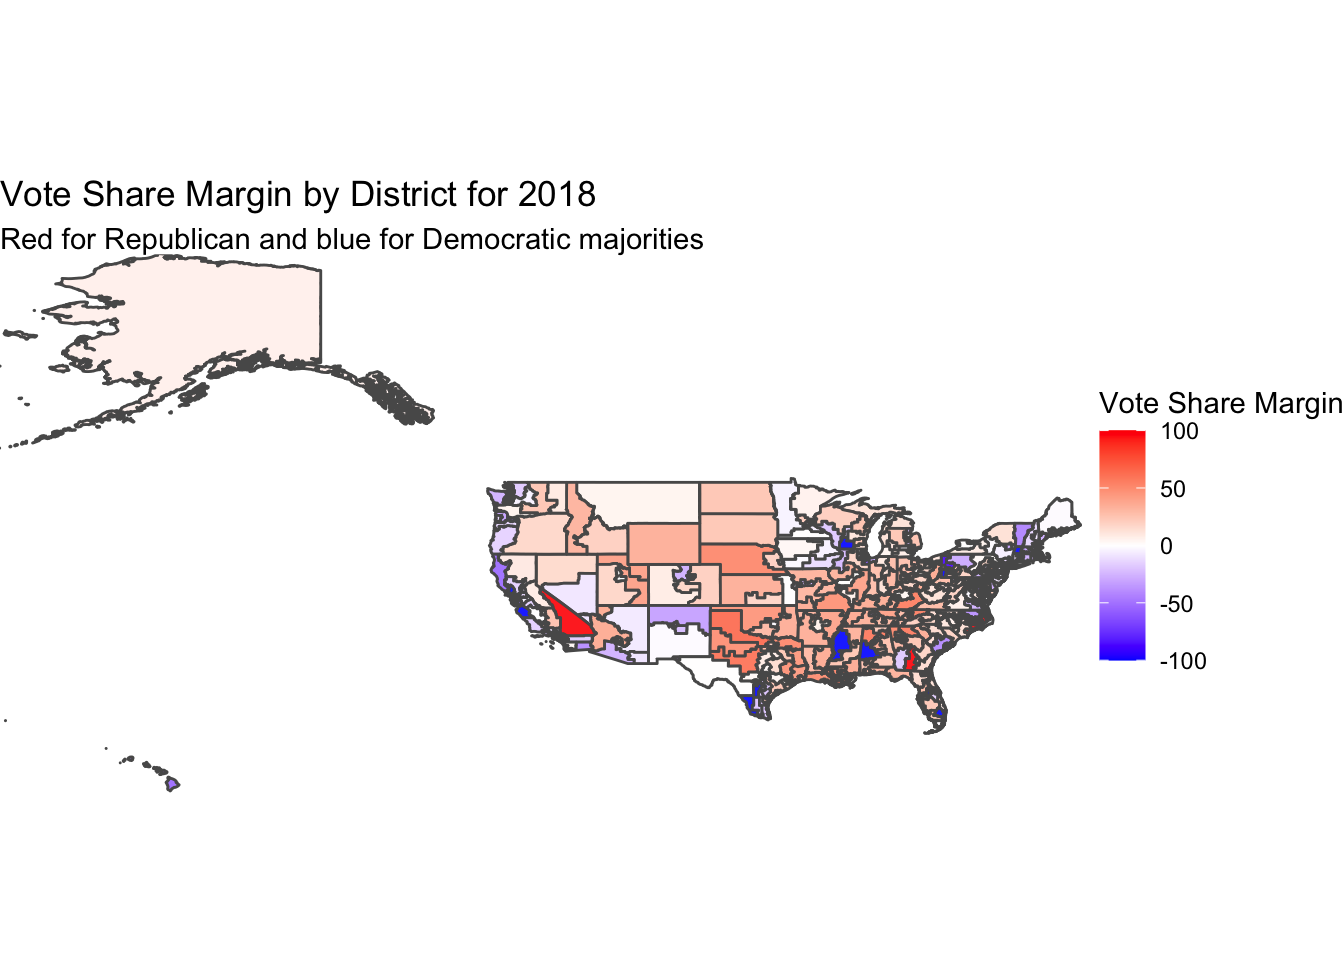 Vote Share Margin by District for 2018
Red for Republican and blue for Democratic majorities
Vote Share Margin
100
50
0
-50
-100